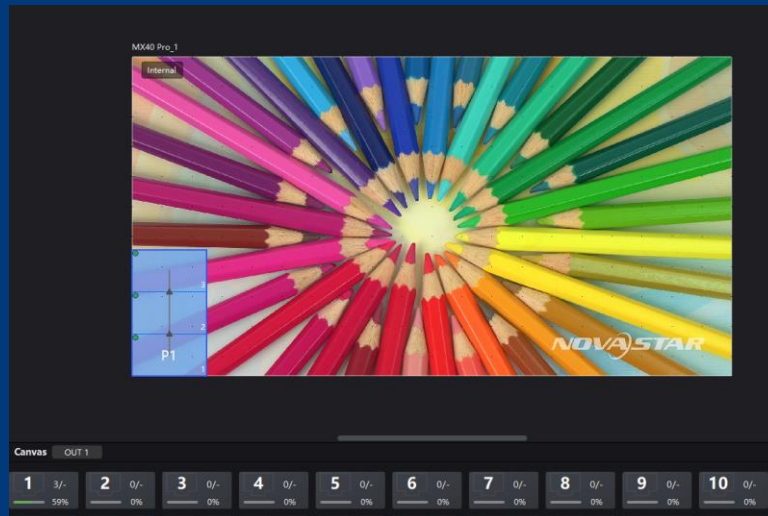 MX40 Pro_1
Internal
NOVASTAR
3
2
P1
1
Canvas OUT 1
1 3/- 59%
2 0/- 0%
3 0/- 0%
4 0/- 0%
5 0/- 0%
6 0/- 0%
7 0/- 0%
8 0/- 0%
9 0/- 0%
10 0/- 0%